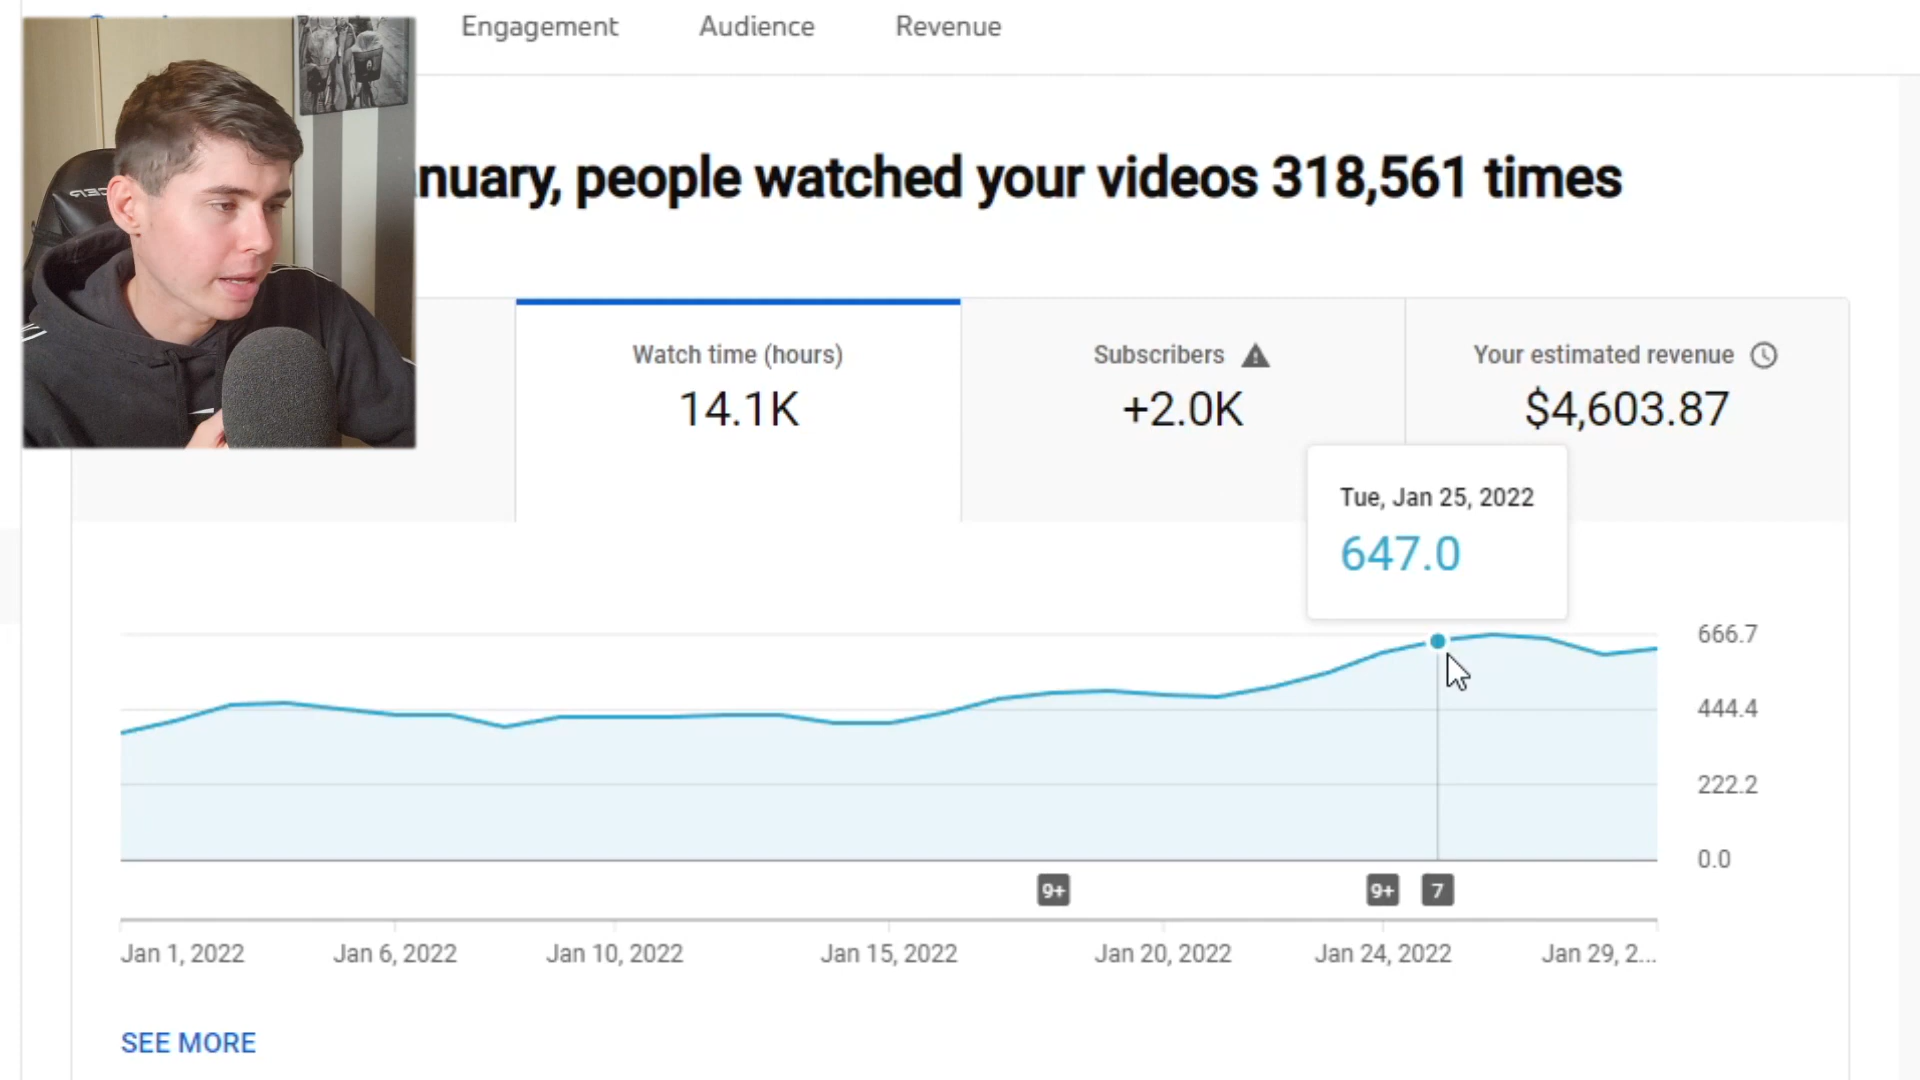 Engagement Audience Revenue
nuary, people watched your videos 318,561 times
Watch time (hours)
14.1K
Subscribers
+2.0K
Your estimated revenue
$4,603.87
Tue, Jan 25, 2022
647.0
666.7
444.4
222.2
0.0
9+ 9+ 7
Jan 1, 2022 Jan 6, 2022 Jan 10, 2022 Jan 15, 2022 Jan 20, 2022 Jan 24, 2022 Jan 29, 2...
SEE MORE